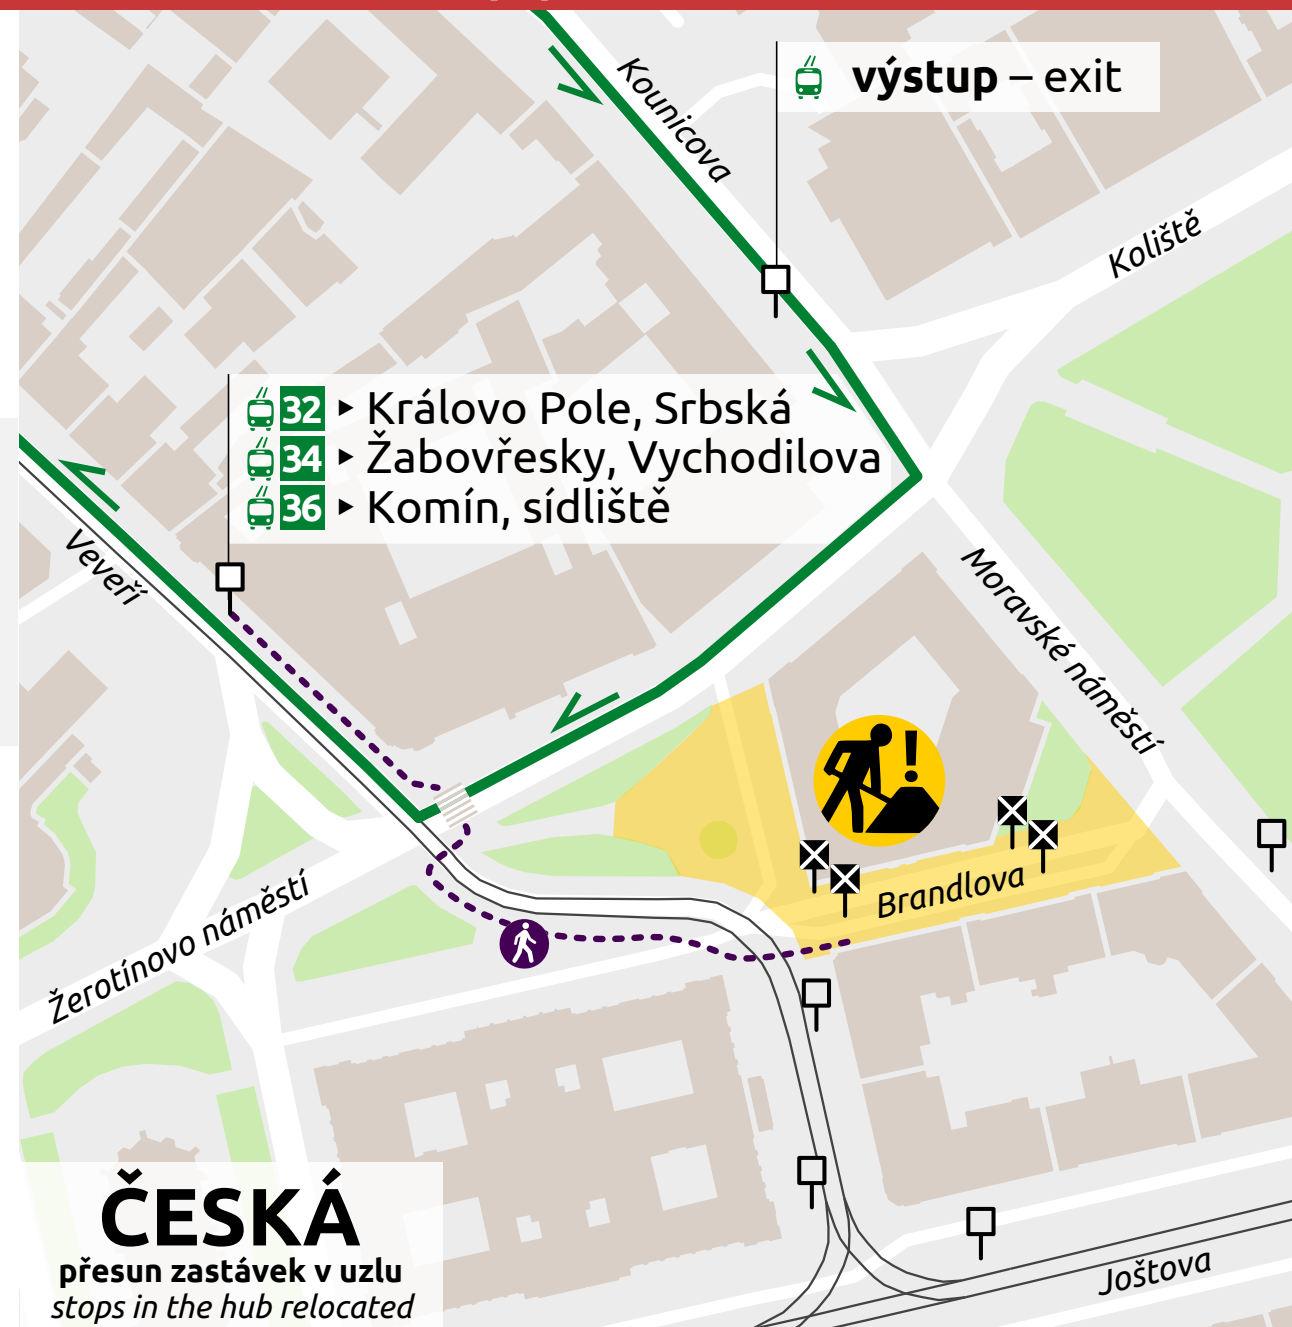 výstup – exit
Kounicova
Koliště
32 ▸ Královo Pole, Srbská
34 ▸ Žabovřesky, Vychodilova
36 ▸ Komín, sídliště
Veveří
Moravské náměstí
Brandlova
Žerotínovo náměstí
ČESKÁ
přesun zastávek v uzlu
stops in the hub relocated
Joštova